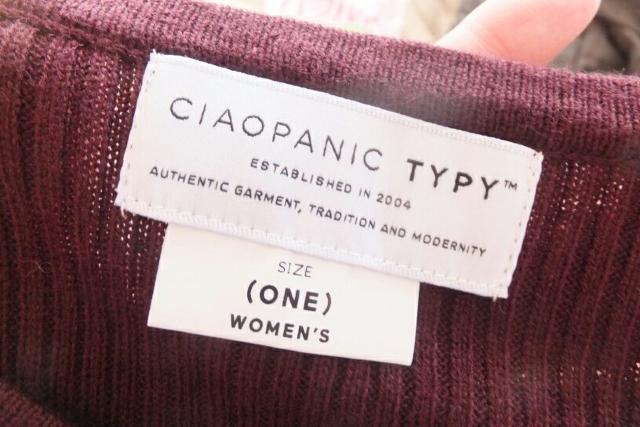 CIAOPANIC TYPY™
ESTABLISHED IN 2004
AUTHENTIC GARMENT, TRADITION AND MODERNITY
SIZE
(ONE)
WOMEN'S